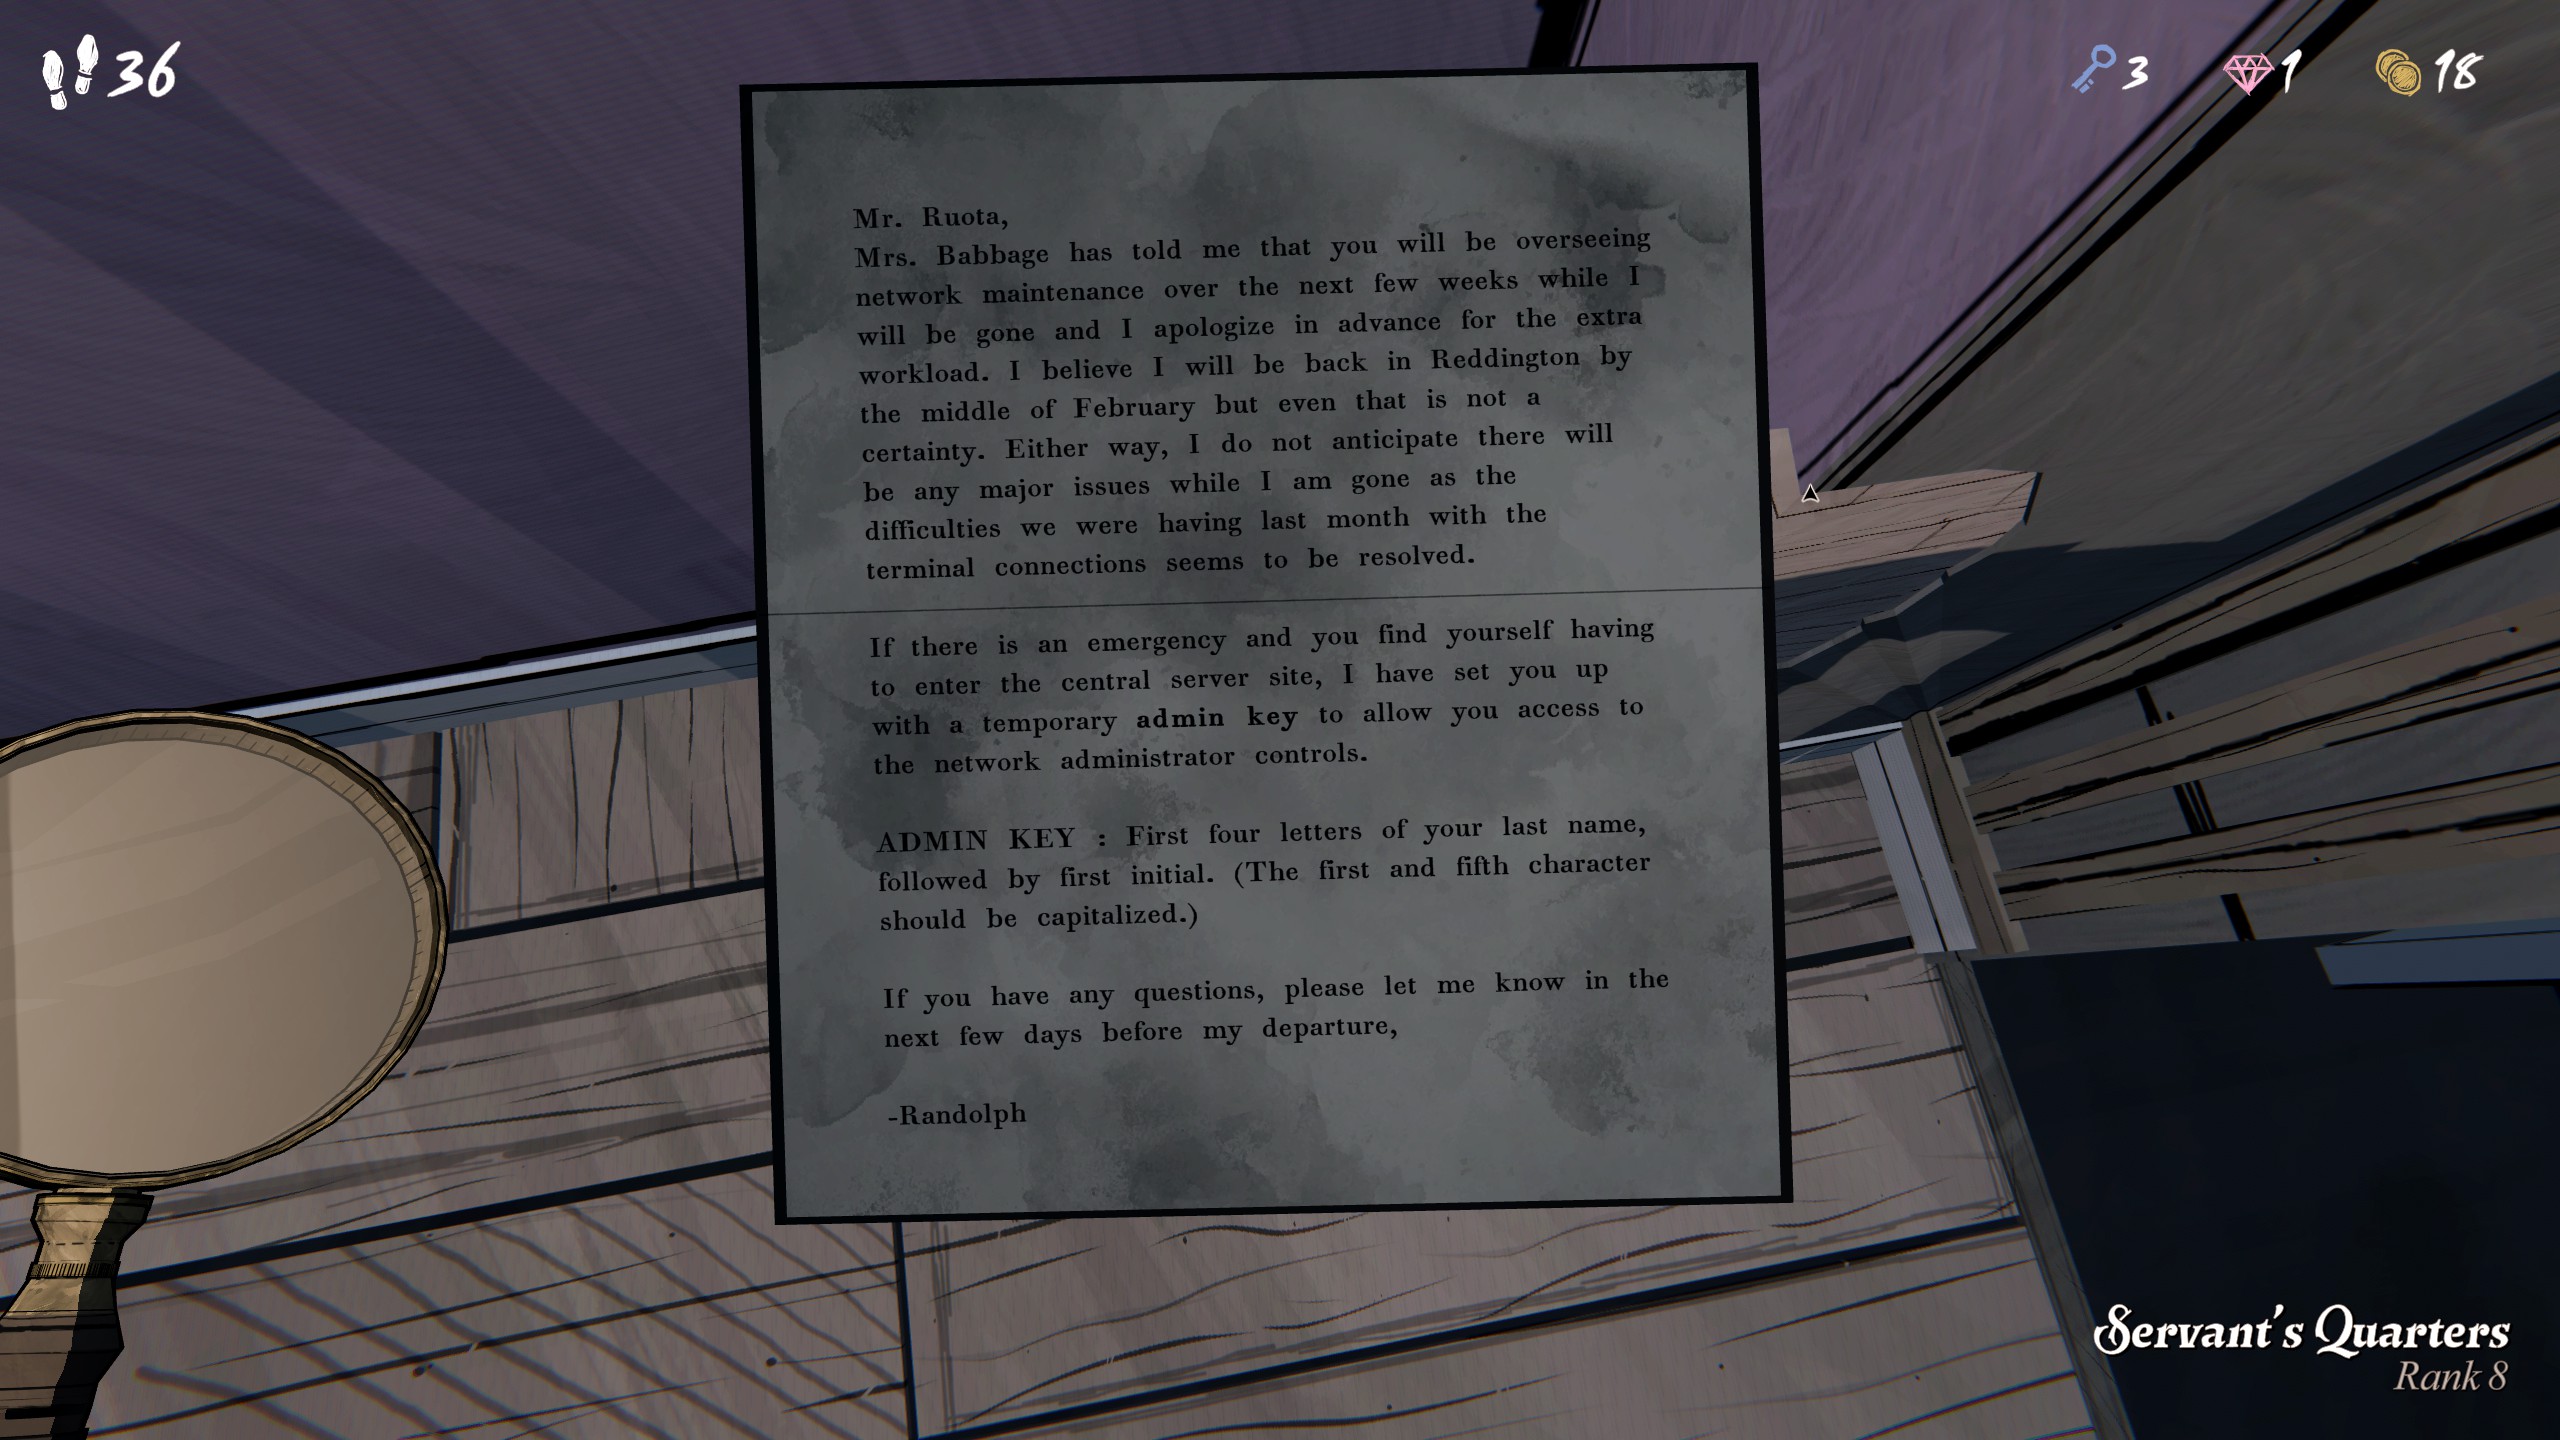 36
3
1
18
Mr. Ruota,
Mrs. Babbage has told me that you will be overseeing
network maintenance over the next few weeks while I
will be gone and I apologize in advance for the extra
workload. I believe I will be back in Reddington by
the middle of February but even that is not a
certainty. Either way, I do not anticipate there will
be any major issues while I am gone as the
difficulties we were having last month with the
terminal connections seems to be resolved.
If there is an emergency and you find yourself having
to enter the central server site, I have set you up
with a temporary admin key to allow you access to
the network administrator controls.
ADMIN KEY : First four letters of your last name,
followed by first initial. (The first and fifth character
should be capitalized.)
If you have any questions, please let me know in the
next few days before my departure,
-Randolph
Servant's Quarters
Rank 8